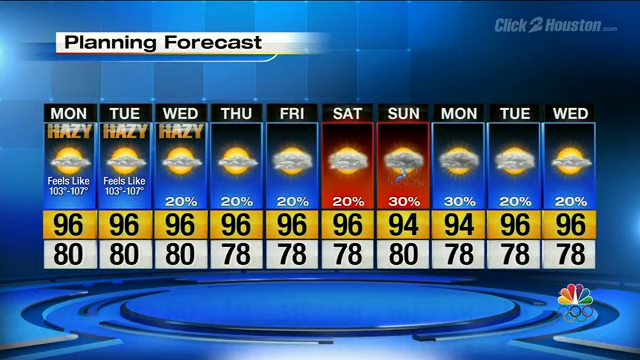 Click2Houston.com
Planning Forecast
MON TUE WED THU FRI SAT SUN MON TUE WED
HAZY HAZY HAZY
Feels Like Feels Like
103°-107° 103°-107°
20% 20% 20% 20% 30% 30% 20% 20%
96 96 96 96 96 96 94 94 96 96
80 80 80 78 78 78 80 78 78 78